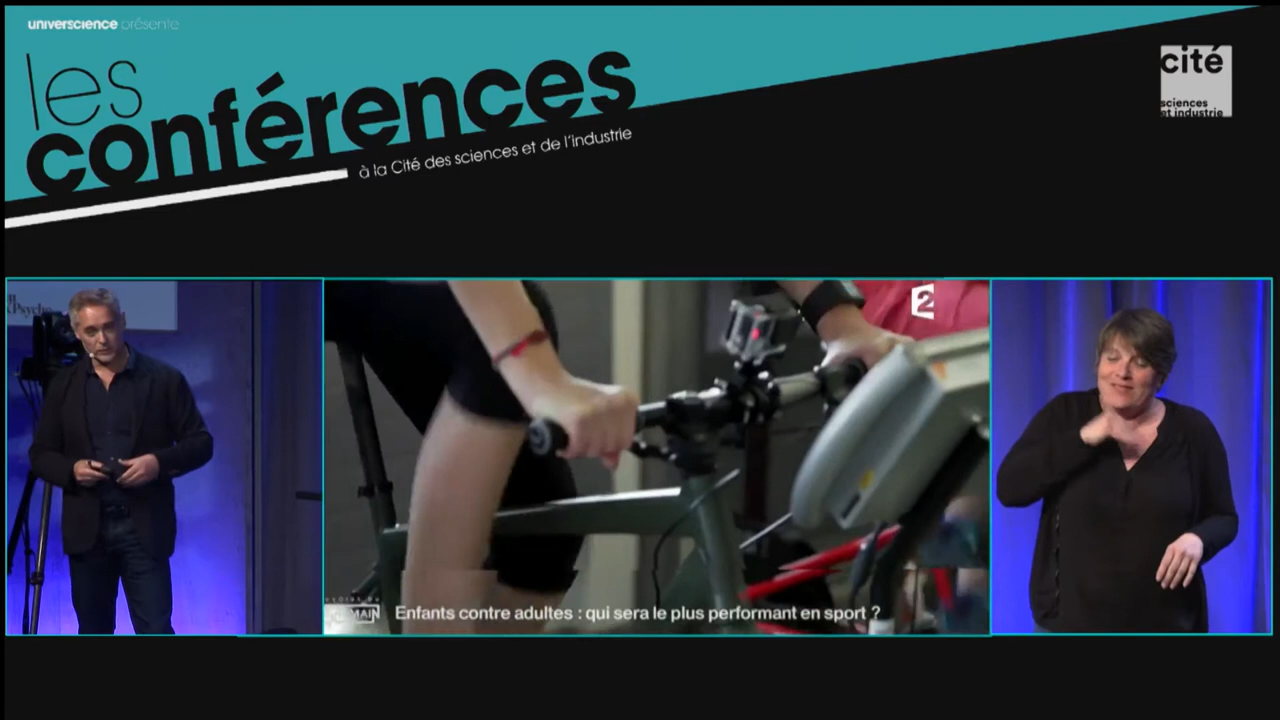 universcience présente
les
conférences
à la Cité des sciences et de l'industrie
cité
sciences
et industrie
2
MAIN
Enfants contre adultes : qui sera le plus performant en sport ?